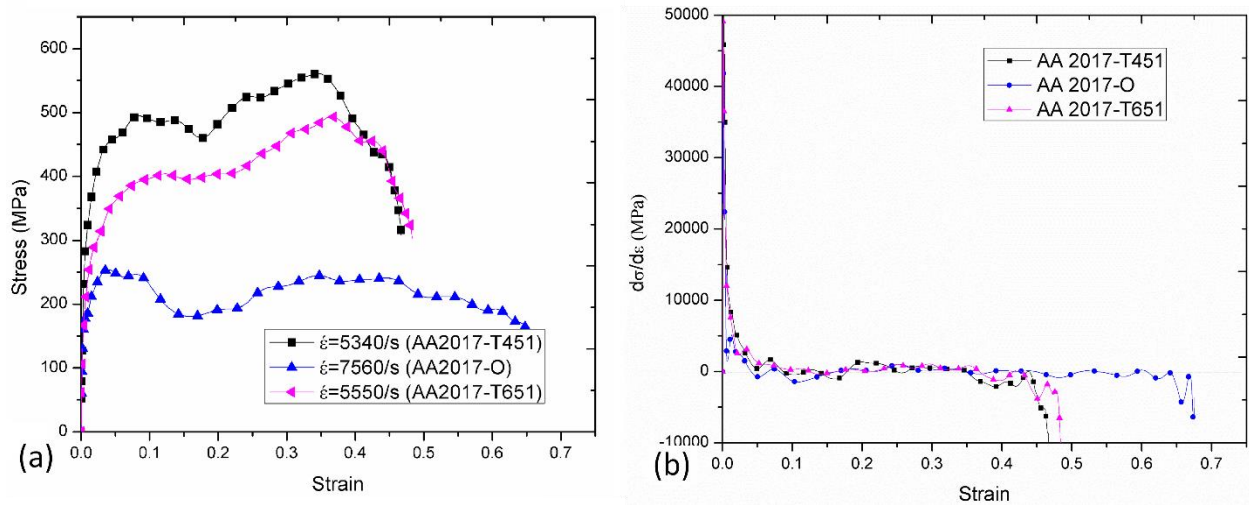 600
500
400
300
200
100
0
0.0 0.1 0.2 0.3 0.4 0.5 0.6 0.7
Stress (MPa)
Strain
ε̇=5340/s (AA2017-T451)
ε̇=7560/s (AA2017-O)
ε̇=5550/s (AA2017-T651)
(a)
50000
40000
30000
20000
10000
0
-10000
0.0 0.1 0.2 0.3 0.4 0.5 0.6 0.7
dσ/dε (MPa)
Strain
AA 2017-T451
AA 2017-O
AA 2017-T651
(b)